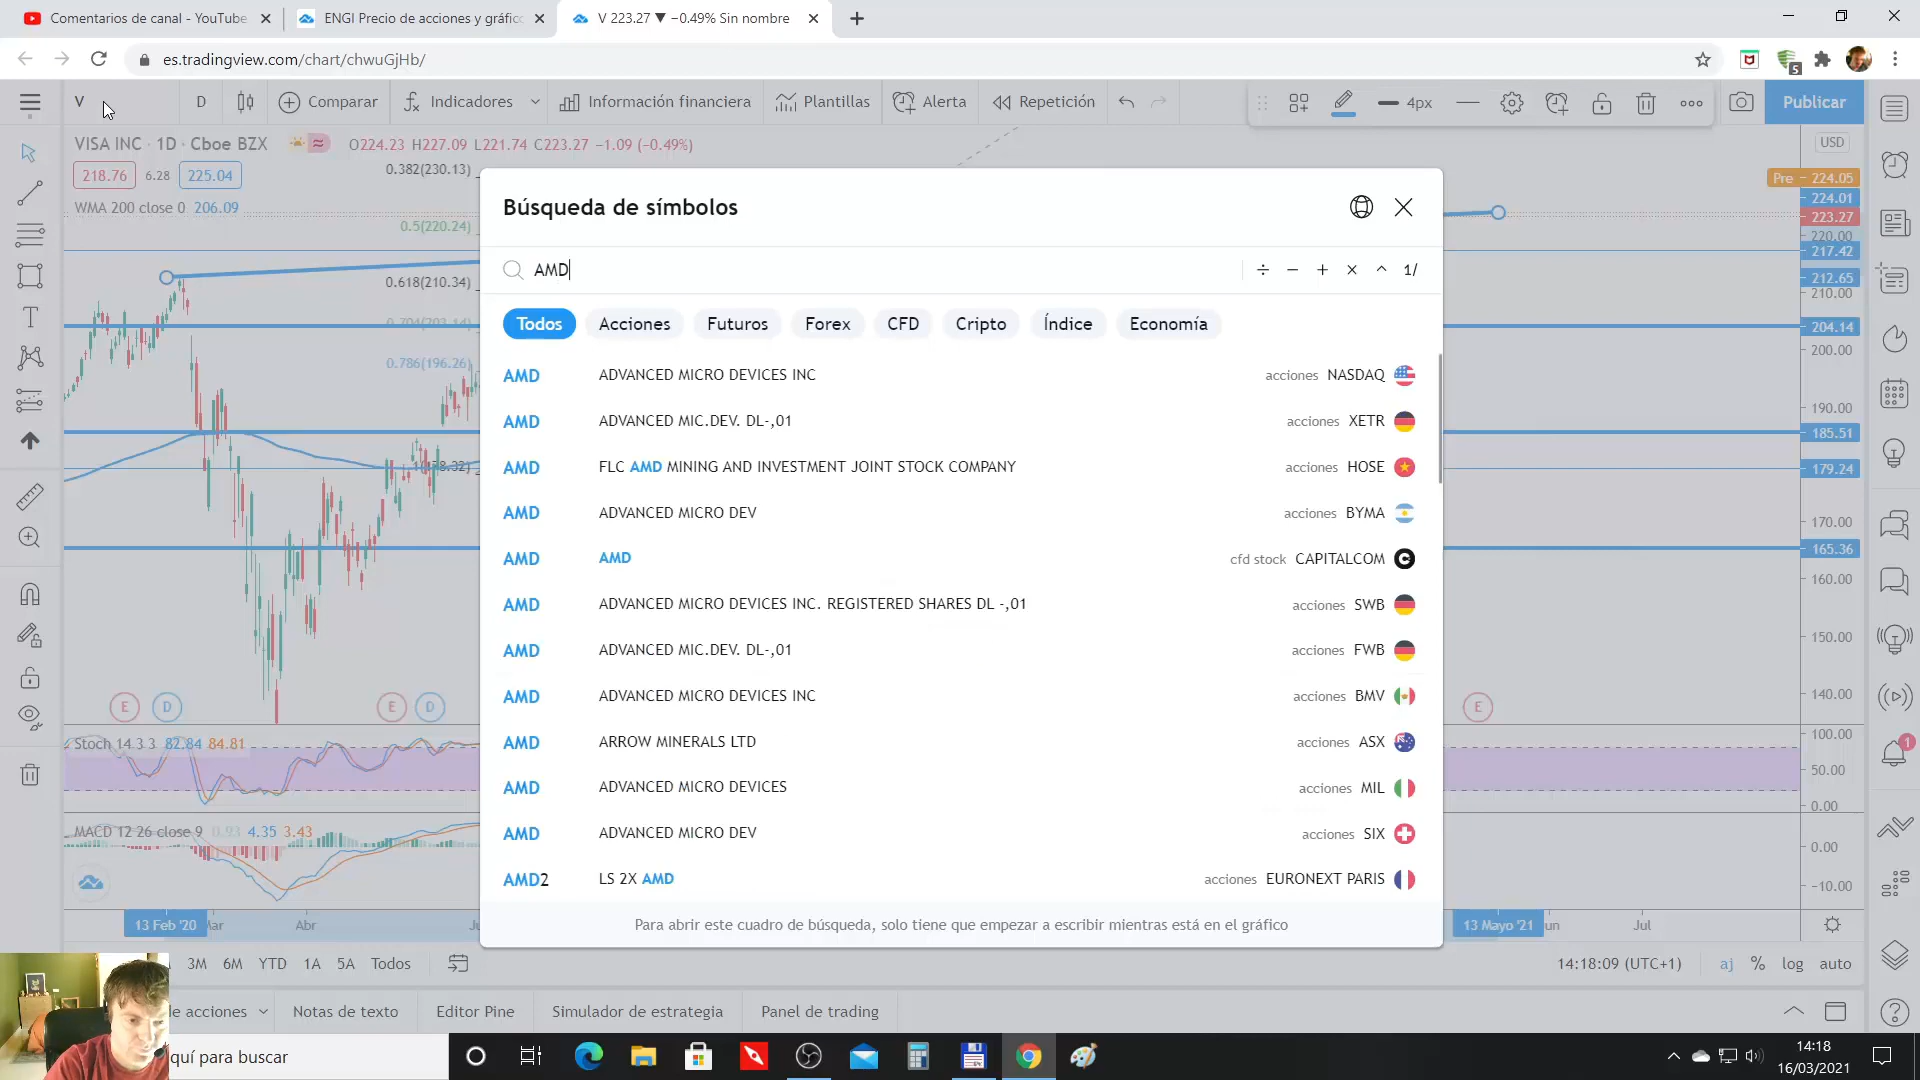 Comentarios de canal - YouTube
ENGI Precio de acciones y gráfico
V 223.27 ▼ −0.49% Sin nombre
es.tradingview.com/chart/chwuGjHb/
5
V
D
Comparar
Indicadores
Información financiera
Plantillas
Alerta
Repetición
4px
Publicar
VISA INC · 1D · Cboe BZX
O224.23 H227.09 L221.74 C223.27 −1.09 (−0.49%)
USD
218.76
6.28
225.04
0.382(230.13)
Pre
224.05
WMA 200 close 0 206.09
224.01
0.5(220.24)
223.27
220.00
217.42
0.618(210.34)
212.65
210.00
204.14
200.00
0.786(196.26)
190.00
185.51
179.24
170.00
165.36
160.00
150.00
140.00
Búsqueda de símbolos
AMD
÷ − + × ^ 1/
Todos
Acciones
Futuros
Forex
CFD
Cripto
Índice
Economía
AMD ADVANCED MICRO DEVICES INC acciones NASDAQ
AMD ADVANCED MIC.DEV. DL-,01 acciones XETR
AMD FLC AMD MINING AND INVESTMENT JOINT STOCK COMPANY acciones HOSE
AMD ADVANCED MICRO DEV acciones BYMA
AMD AMD cfd stock CAPITALCOM
AMD ADVANCED MICRO DEVICES INC. REGISTERED SHARES DL -,01 acciones SWB
AMD ADVANCED MIC.DEV. DL-,01 acciones FWB
AMD ADVANCED MICRO DEVICES INC acciones BMV
AMD ARROW MINERALS LTD acciones ASX
AMD ADVANCED MICRO DEVICES acciones MIL
AMD ADVANCED MICRO DEV acciones SIX
AMD2 LS 2X AMD acciones EURONEXT PARIS
Para abrir este cuadro de búsqueda, solo tiene que empezar a escribir mientras está en el gráfico
E
D
E
D
E
Stoch 14 3 3 82.84 84.81
100.00
50.00
0.00
MACD 12 26 close 9 0.93 4.35 3.43
0.00
−10.00
1
13 Feb '20
Abr
13 Mayo '21
Jul
3M
6M
YTD
1A
5A
Todos
14:18:09 (UTC+1)
aj
%
log
auto
de acciones
Notas de texto
Editor Pine
Simulador de estrategia
Panel de trading
quí para buscar
14:18
16/03/2021